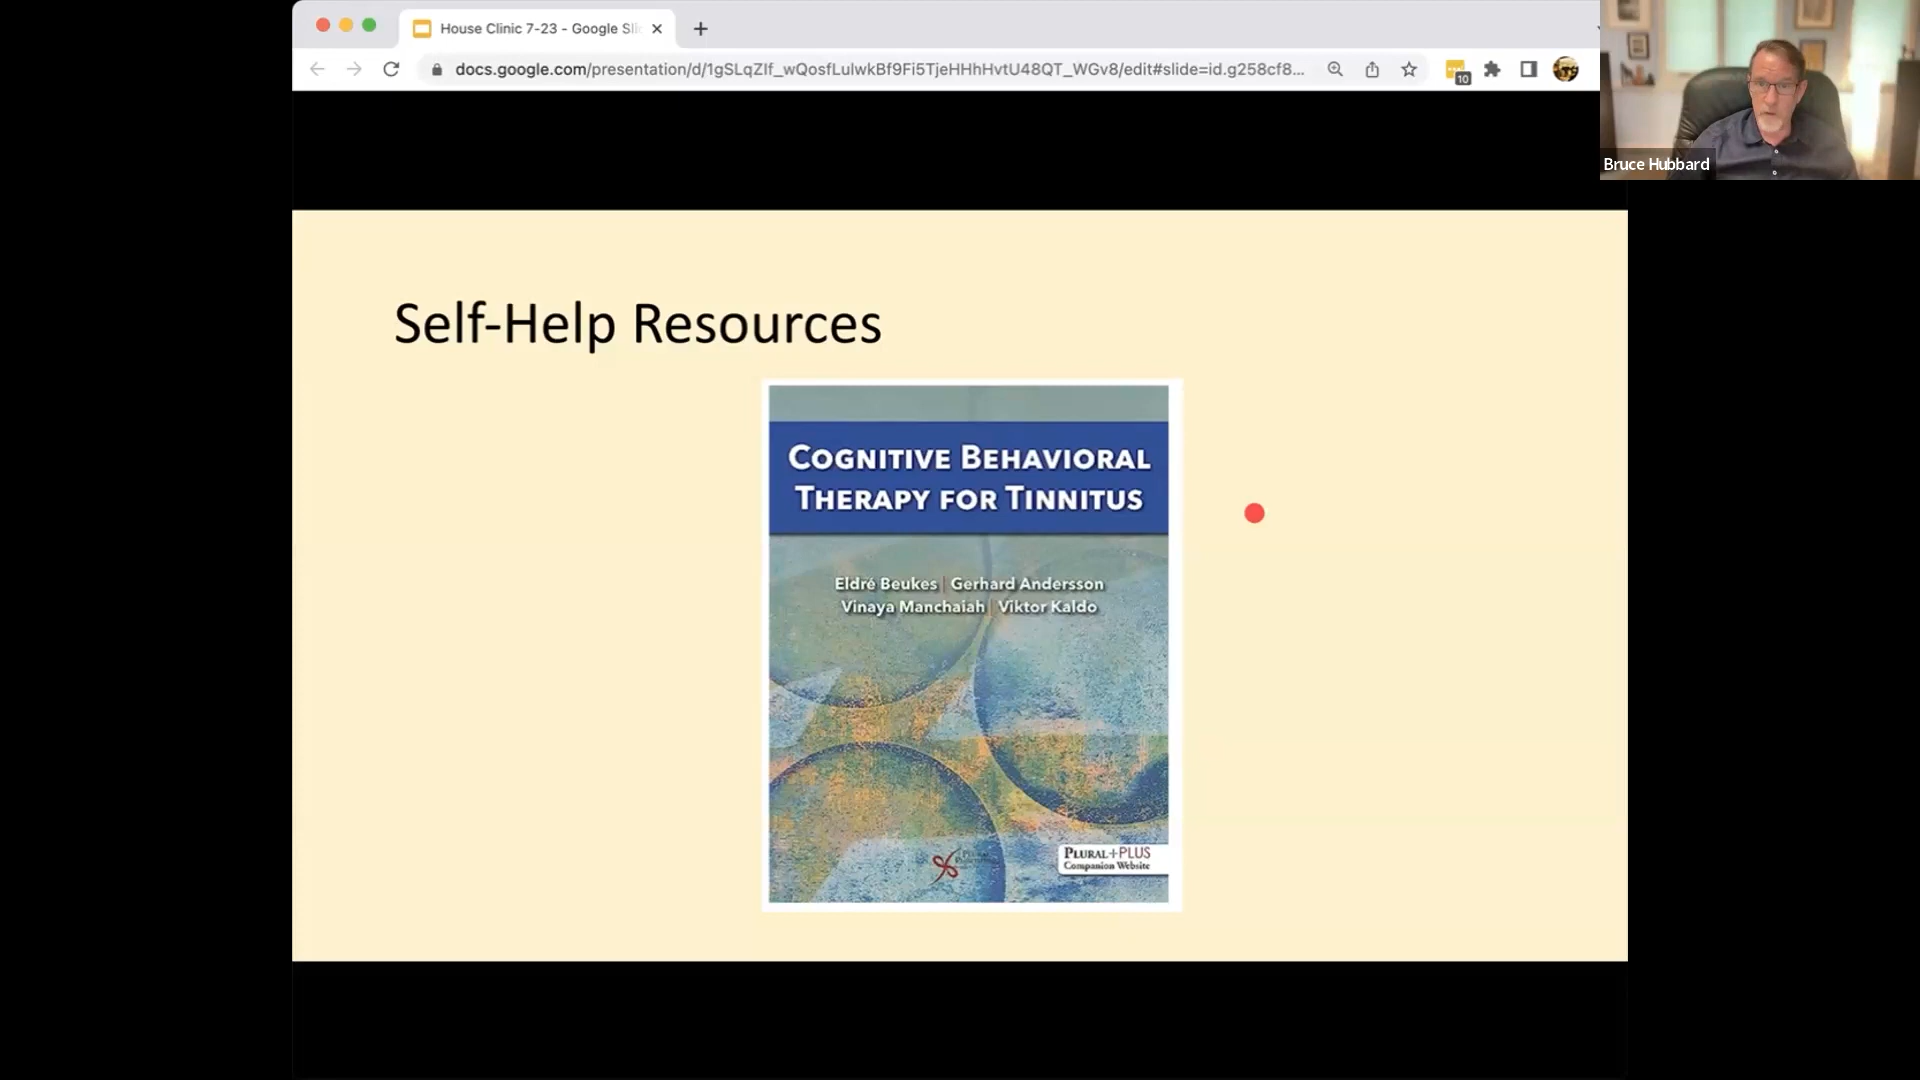 House Clinic 7-23 - Google Sli
docs.google.com/presentation/d/1gSLqZIf_wQosfLulwkBf9Fi5TjeHHhHvtU48QT_WGv8/edit#slide=id.g258cf8...
10
Bruce Hubbard
Self-Help Resources
COGNITIVE BEHAVIORAL
THERAPY FOR TINNITUS
Eldré Beukes | Gerhard Andersson
Vinaya Manchaiah | Viktor Kaldo
PLURAL+PLUS
Companion Website